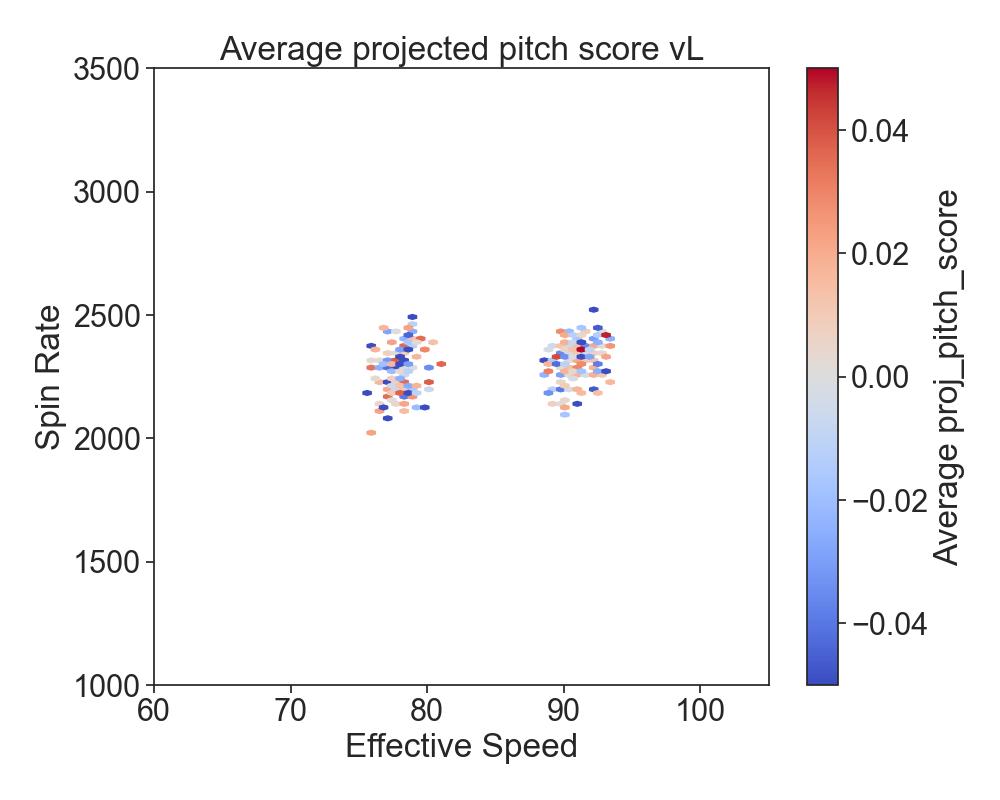 Average projected pitch score vL
3500
3000
2500
2000
1500
1000
Spin Rate
60 70 80 90 100
Effective Speed
0.04
0.02
0.00
−0.02
−0.04
Average proj_pitch_score